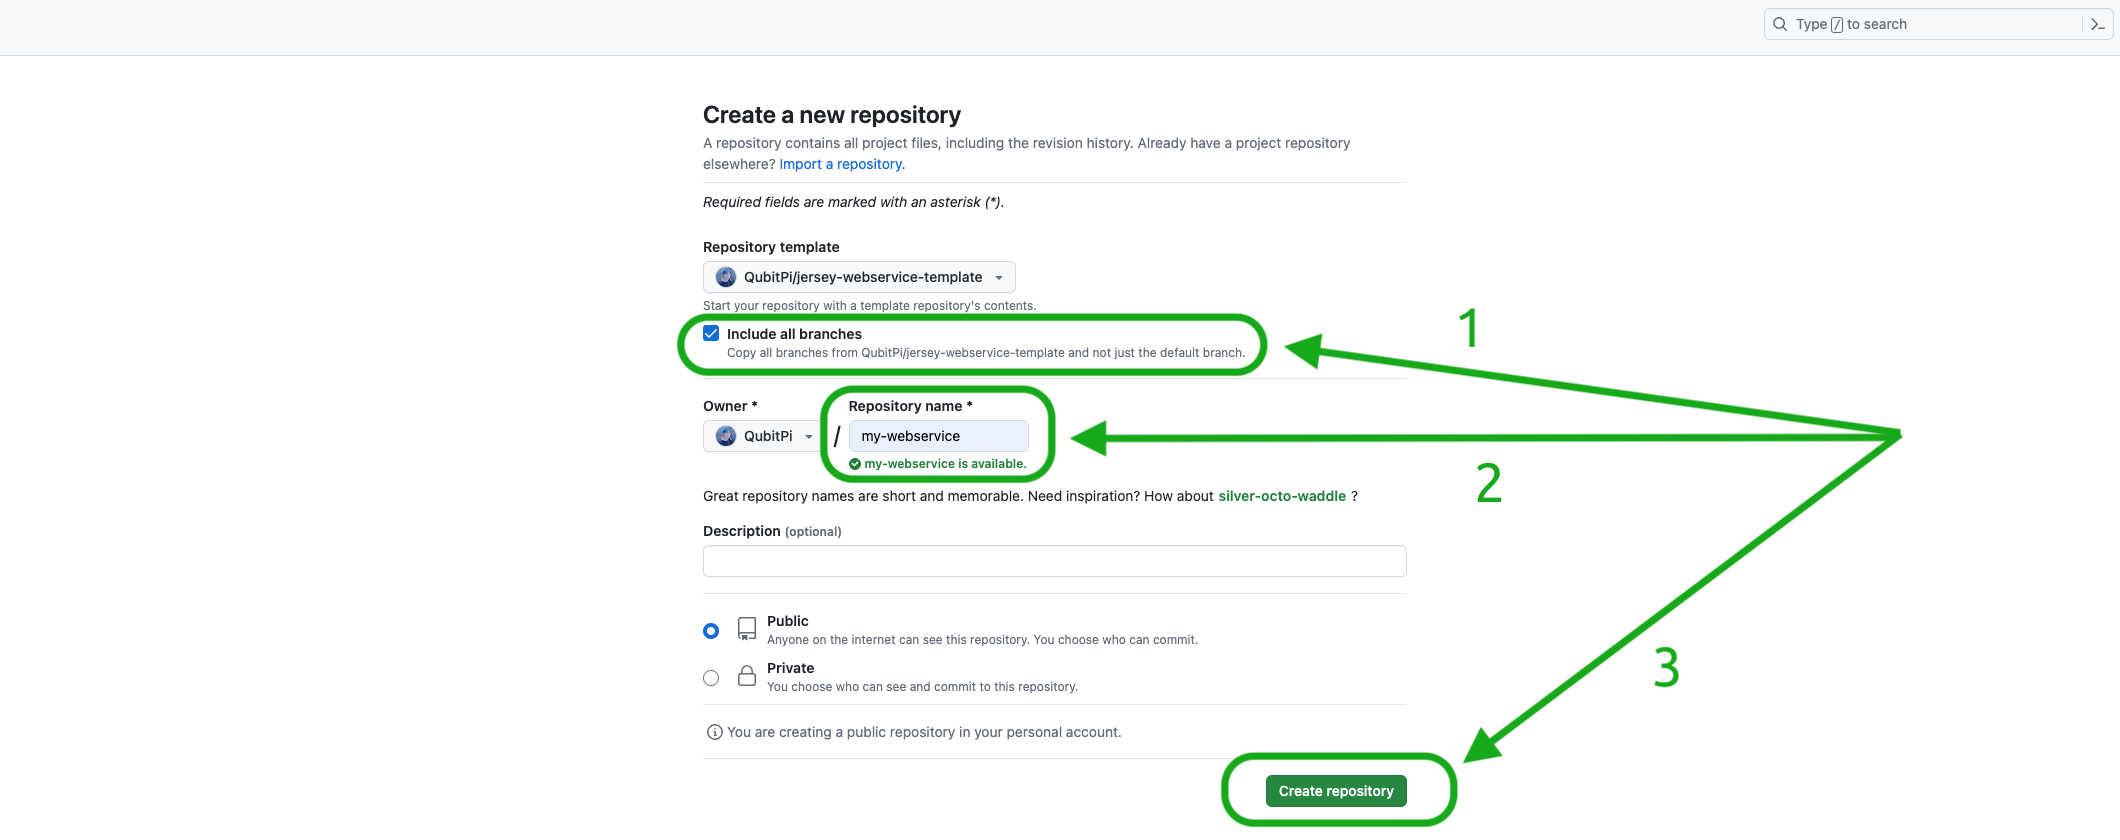 Type / to search
Create a new repository
A repository contains all project files, including the revision history. Already have a project repository
elsewhere? Import a repository.
Required fields are marked with an asterisk (*).
Repository template
QubitPi/jersey-webservice-template
Start your repository with a template repository's contents.
Include all branches
Copy all branches from QubitPi/jersey-webservice-template and not just the default branch.
1
Owner *
Repository name *
QubitPi / my-webservice
my-webservice is available.
2
Great repository names are short and memorable. Need inspiration? How about silver-octo-waddle ?
Description (optional)
Public
Anyone on the internet can see this repository. You choose who can commit.
Private
You choose who can see and commit to this repository.
3
You are creating a public repository in your personal account.
Create repository